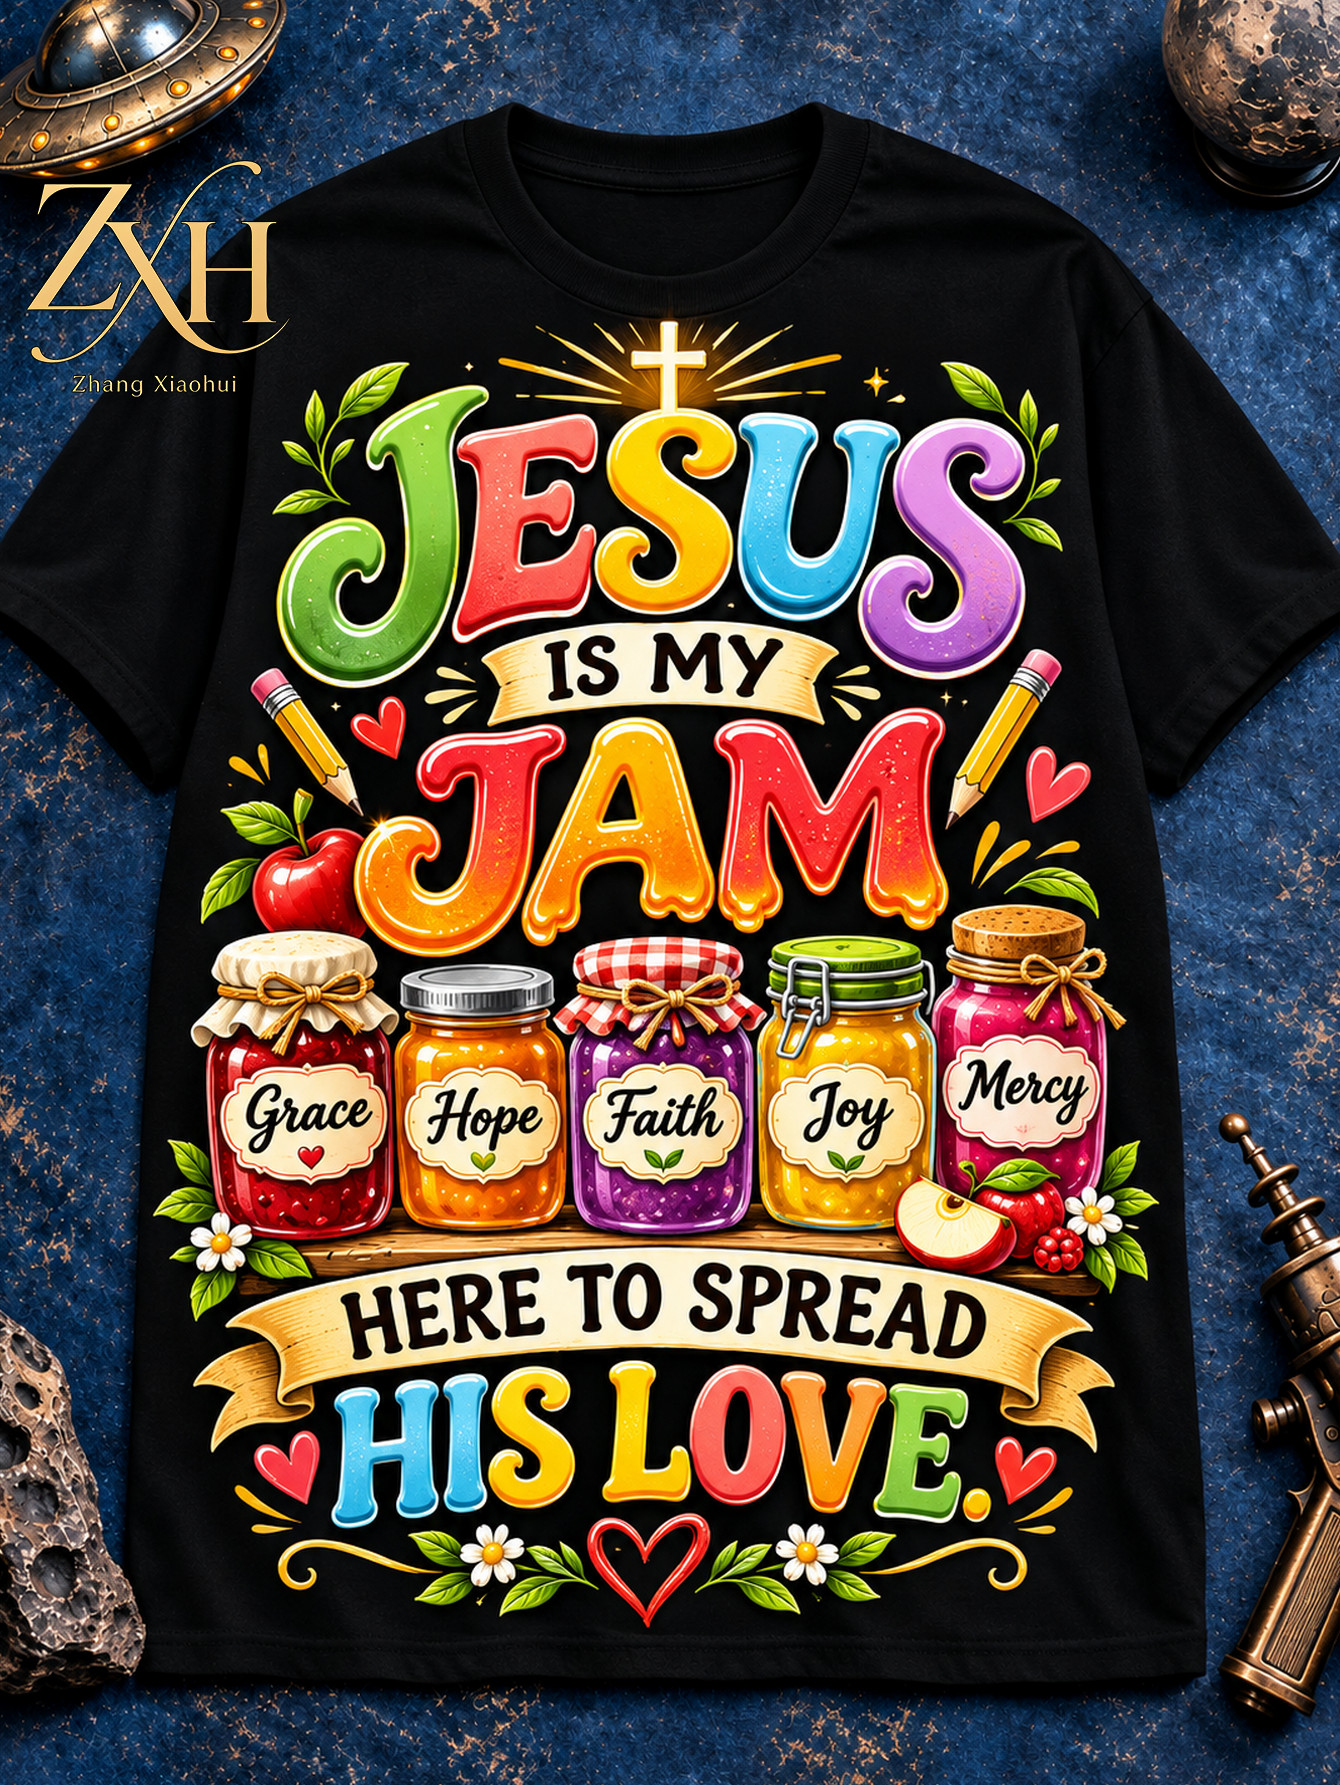 ZXH
Zhang Xiaohui
JESUS
IS MY
JAM
Grace
Hope
Faith
Joy
Mercy
HERE TO SPREAD
HIS LOVE.